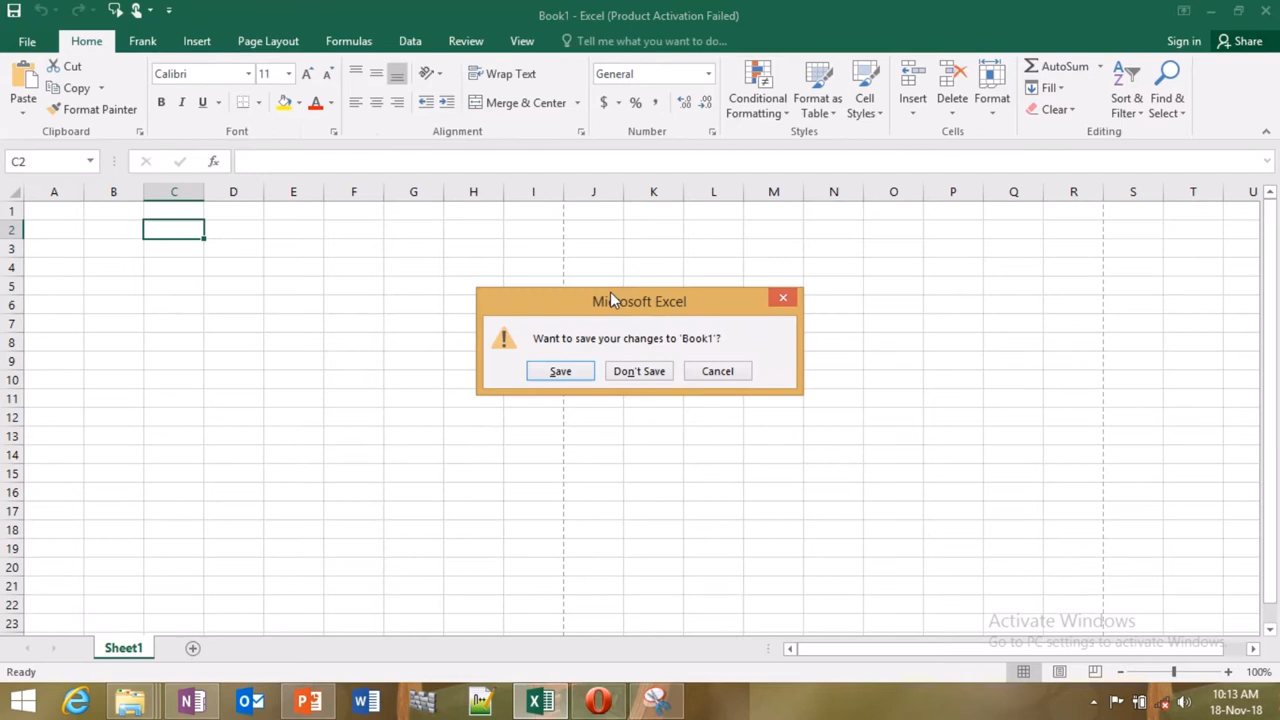 Book1 - Excel (Product Activation Failed)
File Home Frank Insert Page Layout Formulas Data Review View Tell me what you want to do... Sign in Share
Paste
Cut
Copy
Format Painter
Clipboard
Calibri 11
B I U A
Font
Wrap Text
Merge & Center
Alignment
General
$ % ,
Number
Conditional Formatting
Format as Table
Cell Styles
Styles
Insert Delete Format
Cells
AutoSum
Fill
Clear
Sort & Filter
Find & Select
Editing
C2 fx
A B C D E F G H I J K L M N O P Q R S T U
1
2
3
4
5
6
7
8
9
10
11
12
13
14
15
16
17
18
19
20
21
22
23
Microsoft Excel
Want to save your changes to 'Book1'?
Save Don't Save Cancel
Activate Windows
Go to PC settings to activate Windows.
Sheet1
Ready 100%
10:13 AM
18-Nov-18